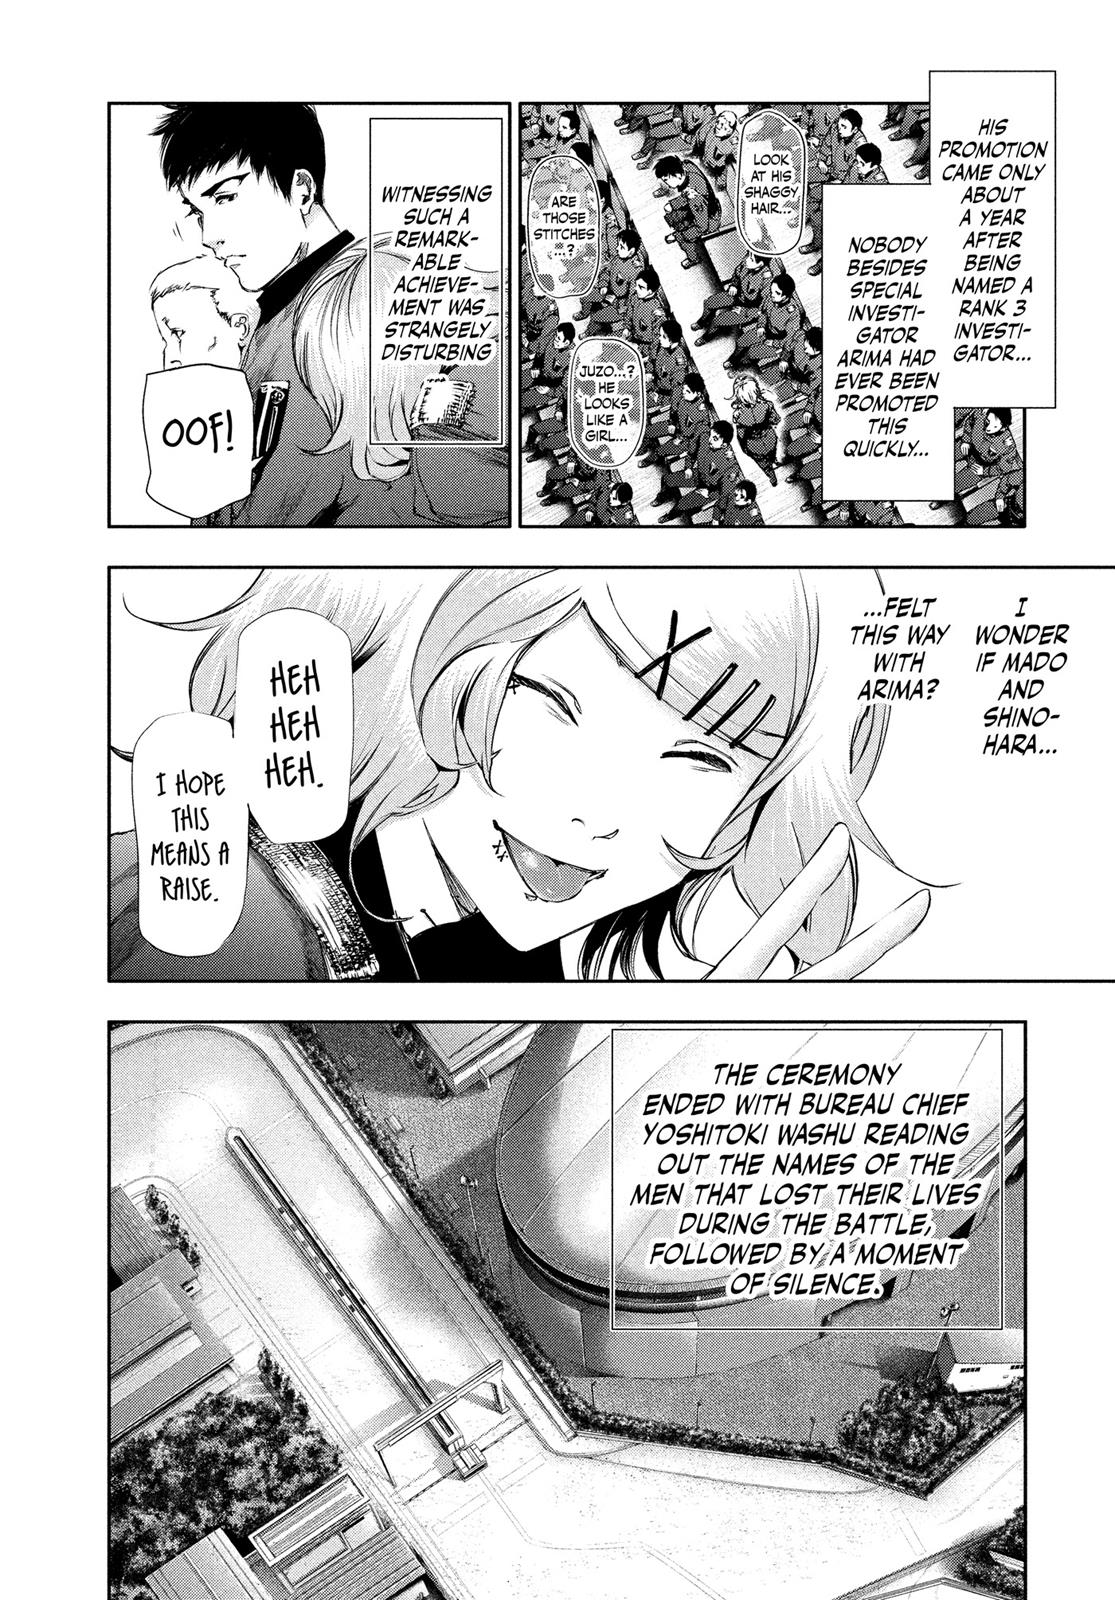 HIS
PROMOTION
CAME ONLY
ABOUT
A YEAR
AFTER
BEING
NAMED A
RANK 3
INVESTI-
GATOR...
NOBODY
BESIDES
SPECIAL
INVESTI-
GATOR
ARIMA HAD
EVER BEEN
PROMOTED
THIS
QUICKLY...
LOOK
AT HIS
SHAGGY
HAIR...
ARE
THOSE
STITCHES
...?
JUZO...?
HE
LOOKS
LIKE A
GIRL...
WITNESSING
SUCH A
REMARK-
ABLE
ACHIEVE-
MENT WAS
STRANGELY
DISTURBING
OOF!
I
WONDER
IF MADO
AND
SHINO-
HARA...
...FELT
THIS WAY
WITH
ARIMA?
HEH
HEH
HEH.
I HOPE
THIS
MEANS A
RAISE.
THE CEREMONY
ENDED WITH BUREAU CHIEF
YOSHITOKI WASHU READING
OUT THE NAMES OF THE
MEN THAT LOST THEIR LIVES
DURING THE BATTLE,
FOLLOWED BY A MOMENT
OF SILENCE.